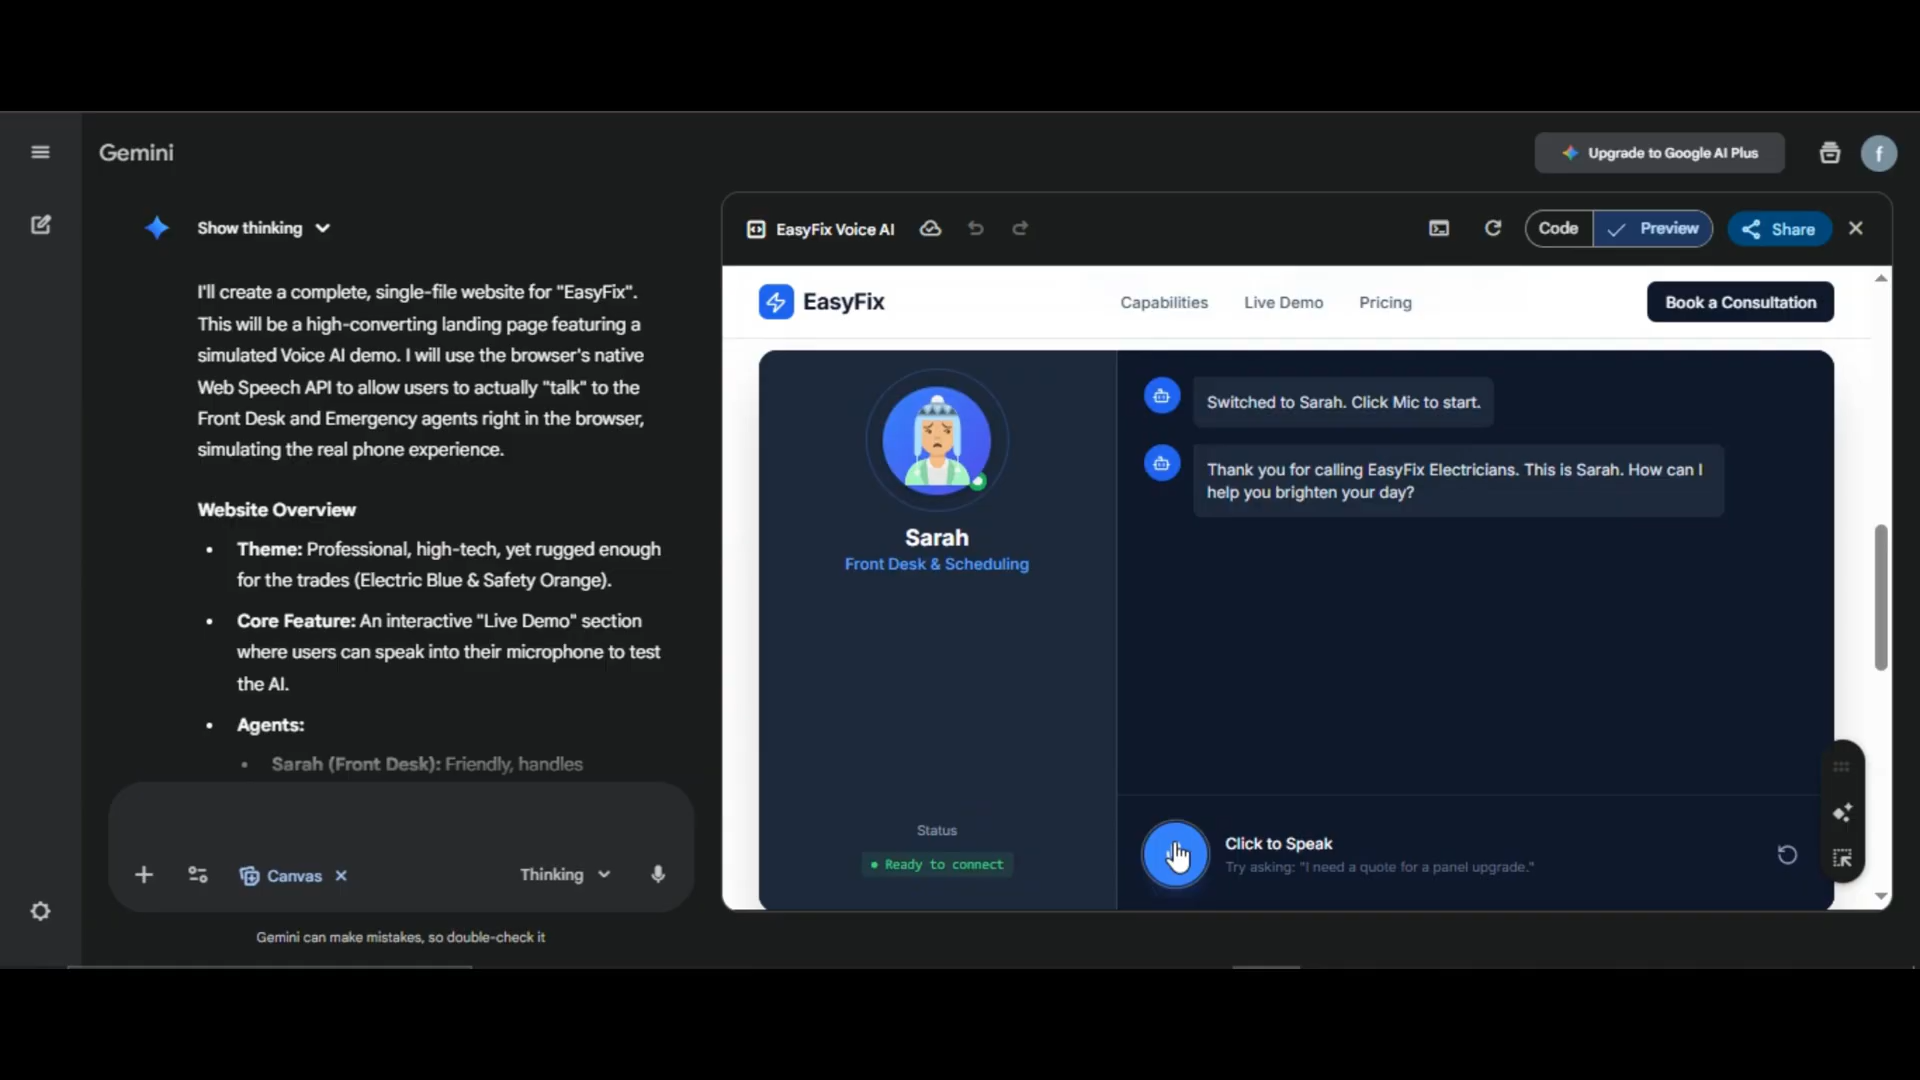 Gemini
Upgrade to Google AI Plus
f
Show thinking
I'll create a complete, single-file website for "EasyFix".
This will be a high-converting landing page featuring a
simulated Voice AI demo. I will use the browser's native
Web Speech API to allow users to actually "talk" to the
Front Desk and Emergency agents right in the browser,
simulating the real phone experience.
Website Overview
• Theme: Professional, high-tech, yet rugged enough
for the trades (Electric Blue & Safety Orange).
• Core Feature: An interactive "Live Demo" section
where users can speak into their microphone to test
the AI.
• Agents:
• Sarah (Front Desk): Friendly, handles
Canvas
Thinking
Gemini can make mistakes, so double-check it
EasyFix Voice AI
Code
Preview
Share
EasyFix
Capabilities
Live Demo
Pricing
Book a Consultation
Sarah
Front Desk & Scheduling
Status
Ready to connect
Switched to Sarah. Click Mic to start.
Thank you for calling EasyFix Electricians. This is Sarah. How can I
help you brighten your day?
Click to Speak
Try asking: "I need a quote for a panel upgrade."